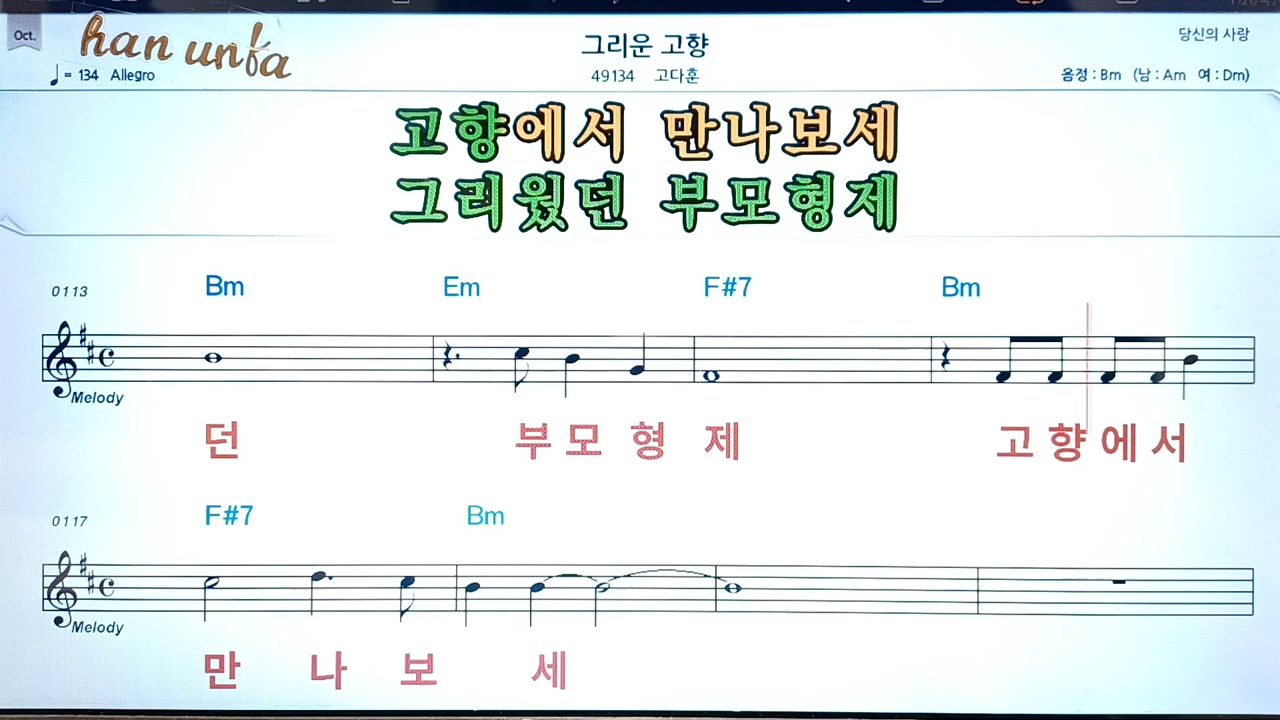 Oct.
han unfa
당신의 사랑
그리운 고향
= 134 Allegro
49134 고다훈
음정 : Bm (남 : Am 여 : Dm)
고향에서 만나보세
그리웠던 부모형제
0113 Bm Em F#7 Bm
Melody
던 부 모 형 제 고 향 에 서
0117 F#7 Bm
Melody
만 나 보 세